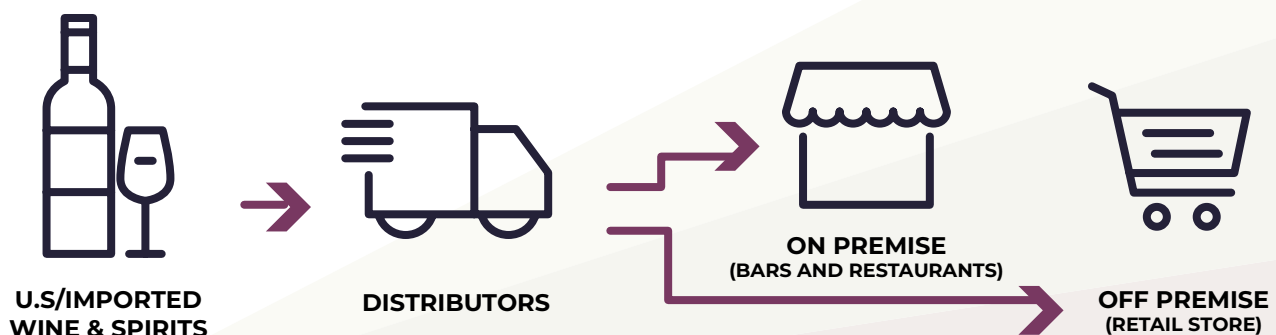 U.S/IMPORTED
WINE & SPIRITS
DISTRIBUTORS
ON PREMISE
(BARS AND RESTAURANTS)
OFF PREMISE
(RETAIL STORE)